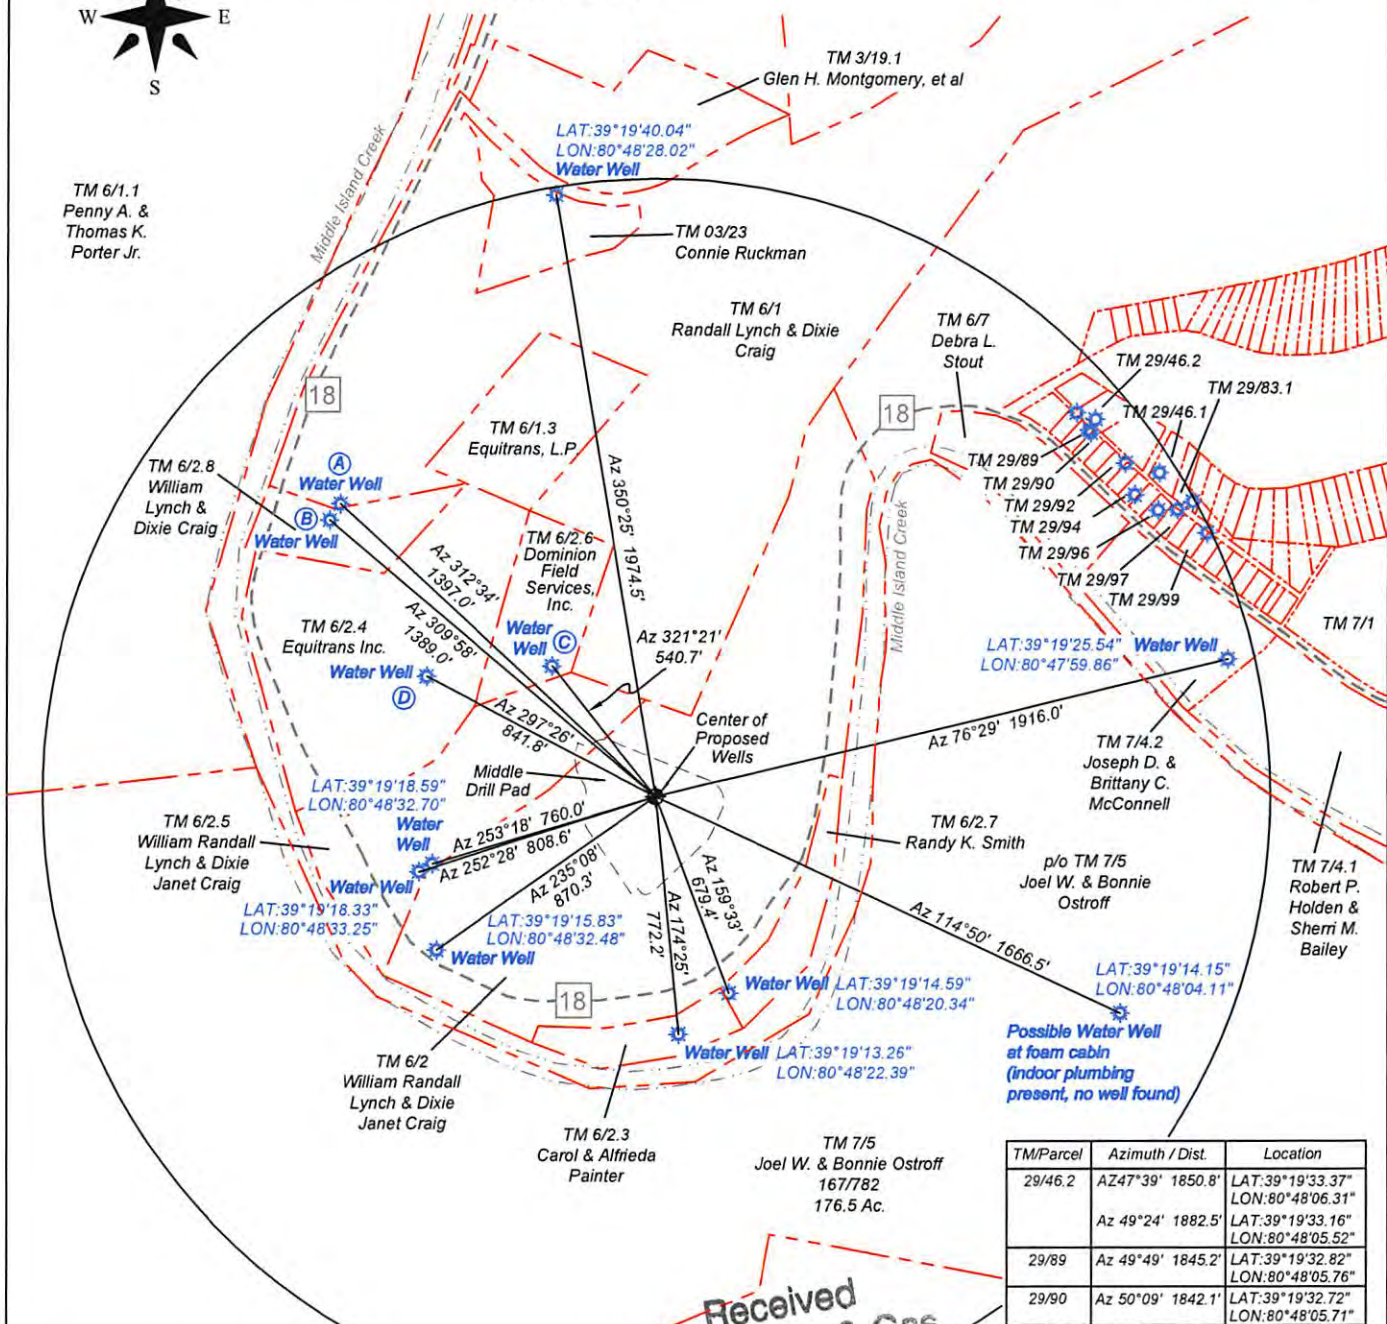 W
E
S
TM 3/19.1
Glen H. Montgomery, et al
LAT:39°19'40.04"
LON:80°48'28.02"
Water Well
Middle Island Creek
TM 6/1.1
Penny A. &
Thomas K.
Porter Jr.
TM 03/23
Connie Ruckman
TM 6/1
Randall Lynch & Dixie
Craig
TM 6/7
Debra L.
Stout
TM 29/46.2
TM 29/83.1
TM 29/46.1
18
18
TM 6/1.3
Equitrans, L.P.
TM 29/89
TM 29/90
TM 29/92
TM 29/94
TM 29/96
TM 29/97
TM 29/99
TM 6/2.8
William
Lynch &
Dixie Craig
A
Water Well
B
Water Well
Az 350°25' 1974.5'
TM 6/2.6
Dominion
Field
Services,
Inc.
Az 312°34'
1397.0'
Az 309°58'
1389.0'
Middle Island Creek
TM 6/2.4
Equitrans Inc.
Water
Well
C
Az 321°21'
540.7'
TM 7/1
LAT:39°19'25.54"
LON:80°47'59.86"
Water Well
Water Well
D
Az 297°26'
841.8'
Center of
Proposed
Wells
Az 76°29' 1916.0'
TM 7/4.2
Joseph D. &
Brittany C.
McConnell
Middle
Drill Pad
LAT:39°19'18.59"
LON:80°48'32.70"
Water
Well
Az 253°18' 760.0'
Az 252°28' 808.6'
TM 6/2.5
William Randall
Lynch & Dixie
Janet Craig
Water Well
LAT:39°19'18.33"
LON:80°48'33.25"
Az 235°08'
870.3'
Az 159°33'
679.4'
Az 174°25'
772.2'
TM 6/2.7
Randy K. Smith
p/o TM 7/5
Joel W. & Bonnie
Ostroff
TM 7/4.1
Robert P.
Holden &
Sherri M.
Bailey
Az 114°50' 1666.5'
LAT:39°19'15.83"
LON:80°48'32.48"
Water Well
LAT:39°19'14.15"
LON:80°48'04.11"
Water Well
LAT:39°19'14.59"
LON:80°48'20.34"
18
Possible Water Well
at foam cabin
(indoor plumbing
present, no well found)
Water Well
LAT:39°19'13.26"
LON:80°48'22.39"
TM 6/2
William Randall
Lynch & Dixie
Janet Craig
TM 6/2.3
Carol & Alfrieda
Painter
TM 7/5
Joel W. & Bonnie Ostroff
167/782
176.5 Ac.
TM/Parcel Azimuth / Dist. Location
29/46.2 AZ47°39' 1850.8' LAT:39°19'33.37"
LON:80°48'06.31"
Az 49°24' 1882.5' LAT:39°19'33.16"
LON:80°48'05.52"
29/89 Az 49°49' 1845.2' LAT:39°19'32.82"
LON:80°48'05.76"
29/90 Az 50°09' 1842.1' LAT:39°19'32.72"
LON:80°48'05.71"
Received